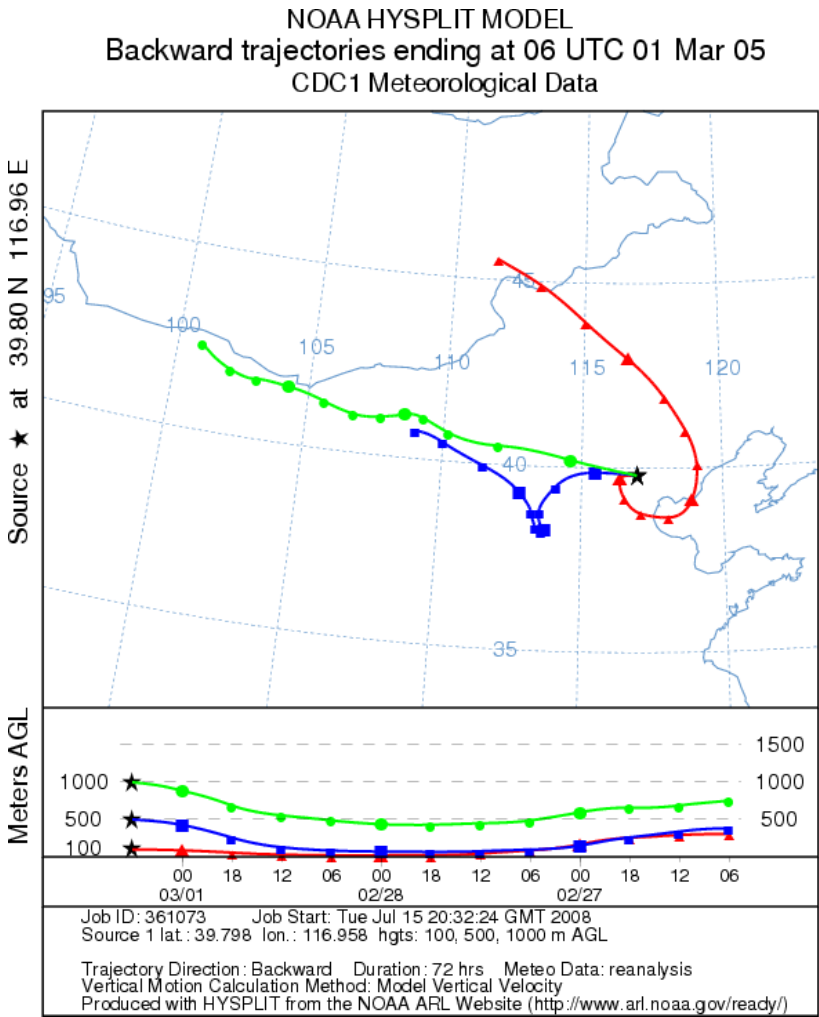 NOAA HYSPLIT MODEL
Backward trajectories ending at 06 UTC 01 Mar 05
CDC1 Meteorological Data
Source ★ at 39.80 N 116.96 E
45
95
100
105
110
115
120
40
35
Meters AGL
1500
1000 1000
500 500
100
00 18 12 06 00 18 12 06 00 18 12 06
03/01 02/28 02/27
Job ID: 361073 Job Start: Tue Jul 15 20:32:24 GMT 2008
Source 1 lat.: 39.798 lon.: 116.958 hgts: 100, 500, 1000 m AGL
Trajectory Direction: Backward Duration: 72 hrs Meteo Data: reanalysis
Vertical Motion Calculation Method: Model Vertical Velocity
Produced with HYSPLIT from the NOAA ARL Website (http://www.arl.noaa.gov/ready/)